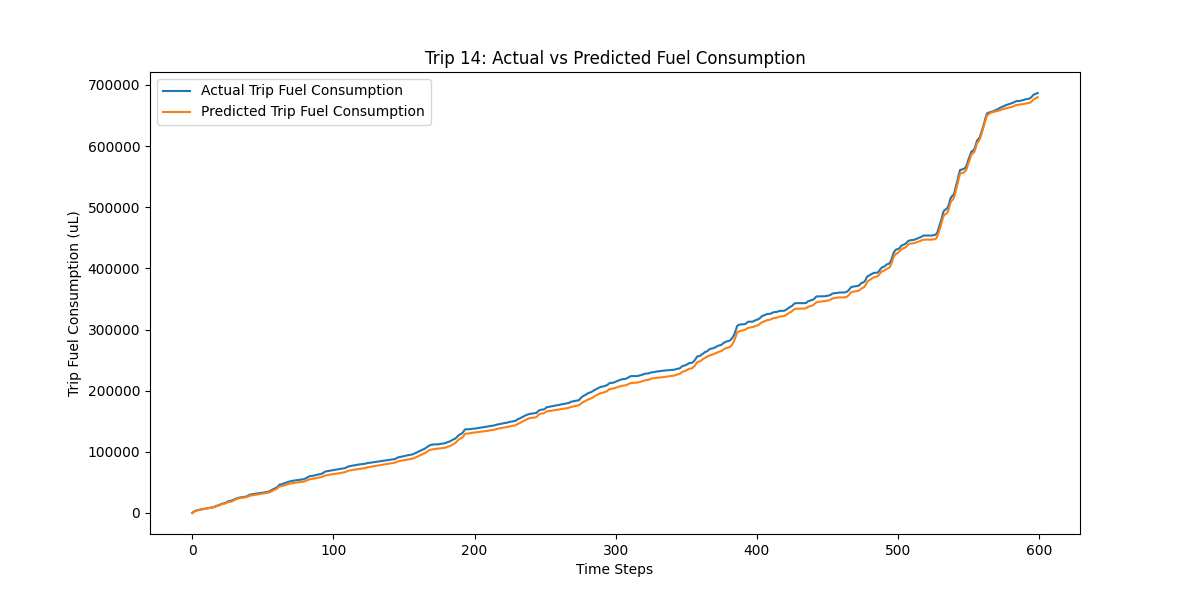 Trip 14: Actual vs Predicted Fuel Consumption
Actual Trip Fuel Consumption
Predicted Trip Fuel Consumption
Trip Fuel Consumption (uL)
700000
600000
500000
400000
300000
200000
100000
0
0 100 200 300 400 500 600
Time Steps